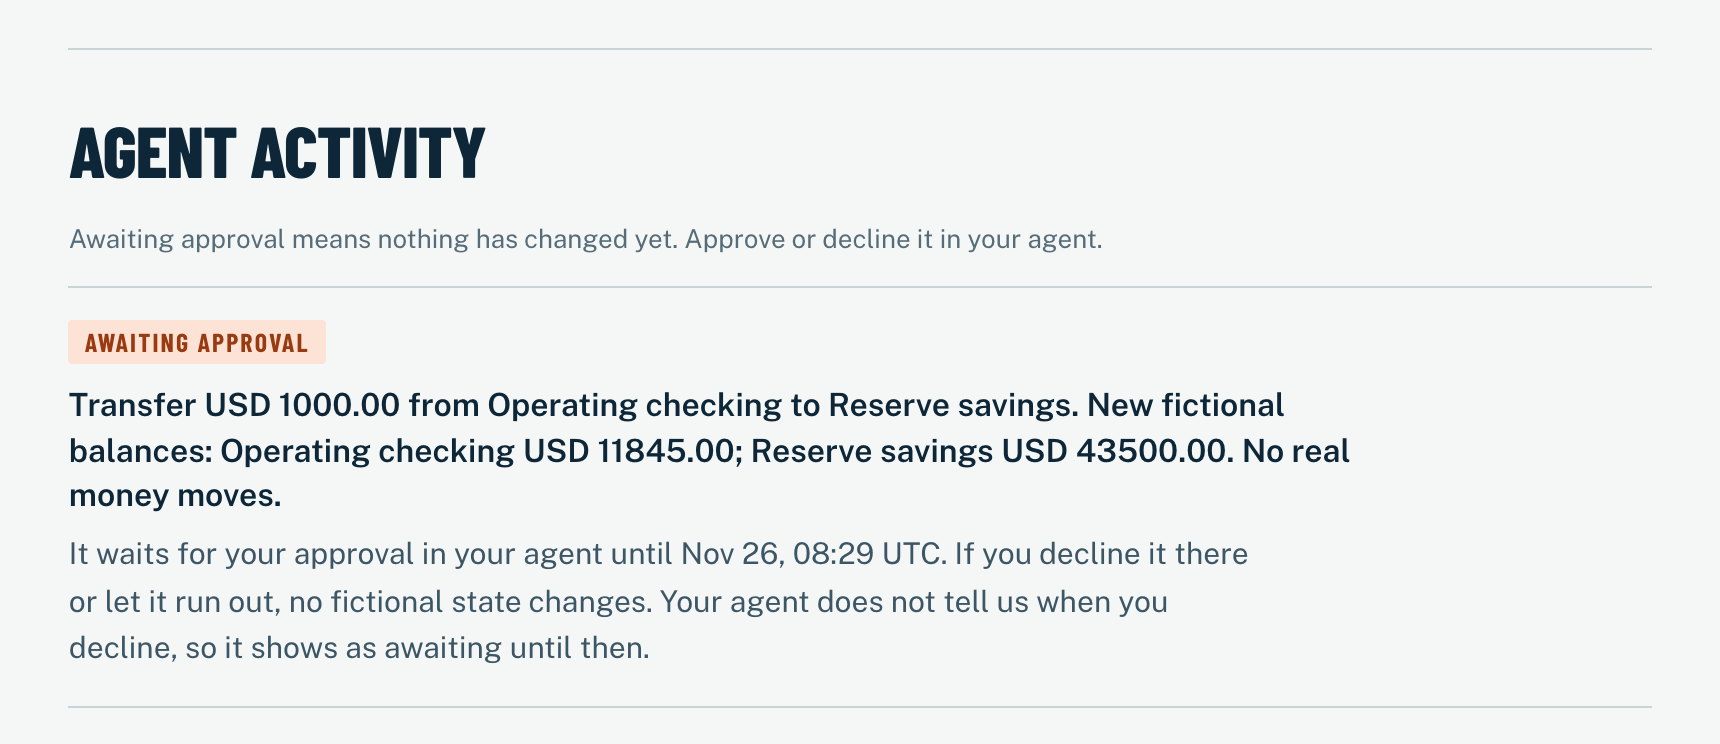 AGENT ACTIVITY
Awaiting approval means nothing has changed yet. Approve or decline it in your agent.
AWAITING APPROVAL
Transfer USD 1000.00 from Operating checking to Reserve savings. New fictional
balances: Operating checking USD 11845.00; Reserve savings USD 43500.00. No real
money moves.
It waits for your approval in your agent until Nov 26, 08:29 UTC. If you decline it there
or let it run out, no fictional state changes. Your agent does not tell us when you
decline, so it shows as awaiting until then.